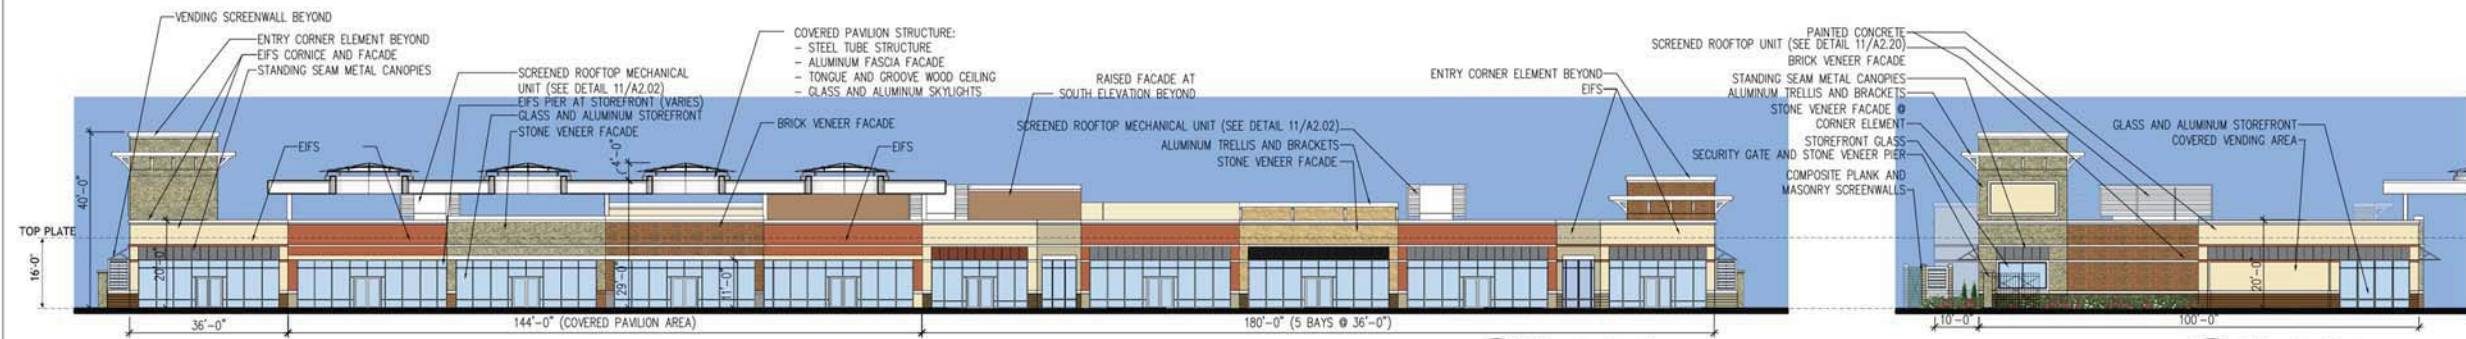 VENDING SCREENWALL BEYOND
ENTRY CORNER ELEMENT BEYOND
EIFS CORNICE AND FACADE
STANDING SEAM METAL CANOPIES
SCREENED ROOFTOP MECHANICAL
UNIT (SEE DETAIL 11/A2.02)
EIFS PIER AT STOREFRONT (VARIES)
GLASS AND ALUMINUM STOREFRONT
STONE VENEER FACADE
COVERED PAVILION STRUCTURE:
- STEEL TUBE STRUCTURE
- ALUMINUM FASCIA FACADE
- TONGUE AND GROOVE WOOD CEILING
- GLASS AND ALUMINUM SKYLIGHTS
BRICK VENEER FACADE
EIFS
EIFS
RAISED FACADE AT
SOUTH ELEVATION BEYOND
SCREENED ROOFTOP MECHANICAL UNIT (SEE DETAIL 11/A2.02)
ALUMINUM TRELLIS AND BRACKETS
STONE VENEER FACADE
ENTRY CORNER ELEMENT BEYOND
EIFS
40'-0"
TOP PLATE
16'-0"
20'-0"
4'-0"
29'-0"
11'-0"
36'-0"
144'-0" (COVERED PAVILION AREA)
180'-0" (5 BAYS @ 36'-0")
PAINTED CONCRETE
SCREENED ROOFTOP UNIT (SEE DETAIL 11/A2.20)
BRICK VENEER FACADE
STANDING SEAM METAL CANOPIES
ALUMINUM TRELLIS AND BRACKETS
STONE VENEER FACADE @
CORNER ELEMENT
STOREFRONT GLASS
SECURITY GATE AND STONE VENEER PIER
COMPOSITE PLANK AND
MASONRY SCREENWALLS
GLASS AND ALUMINUM STOREFRONT
COVERED VENDING AREA
20'-0"
10'-0"
100'-0"